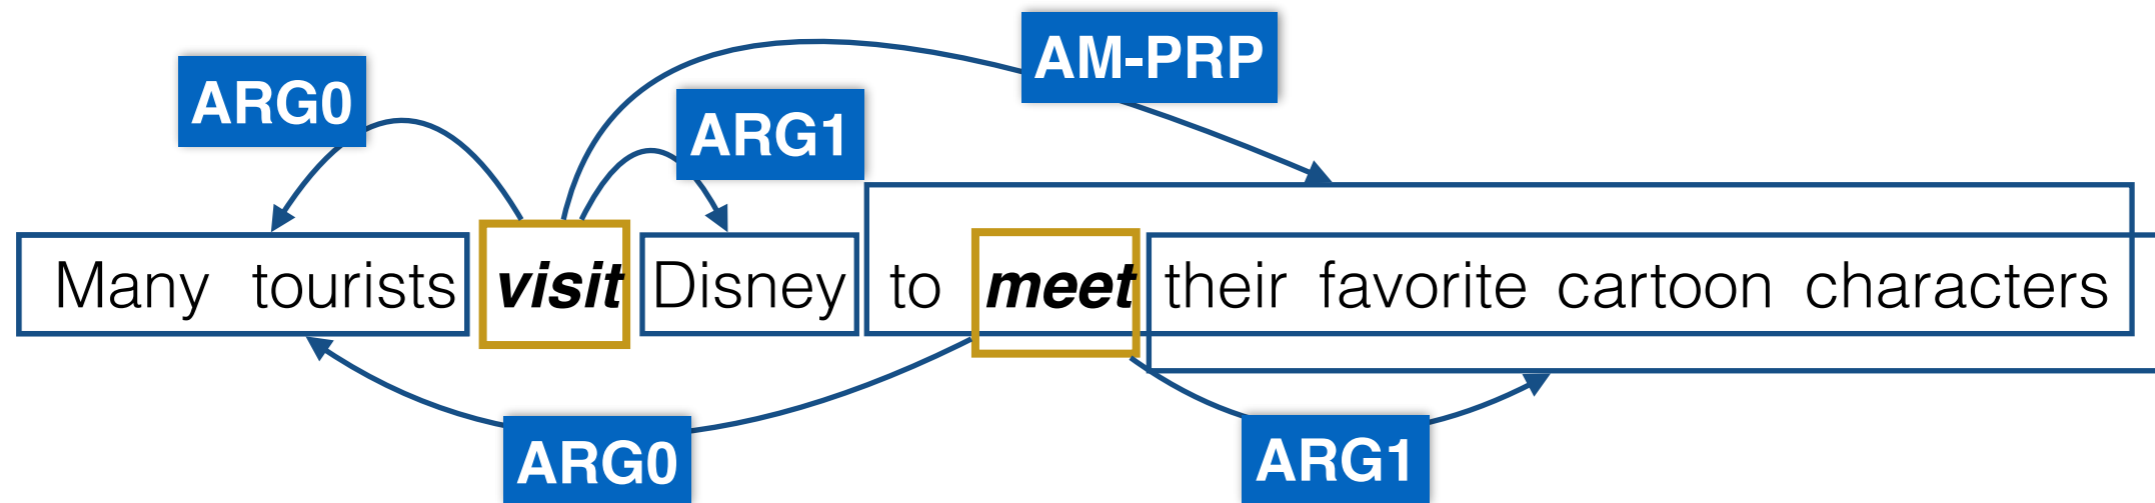 AM-PRP
ARG0
ARG1
Many tourists visit Disney to meet their favorite cartoon characters
ARG0
ARG1